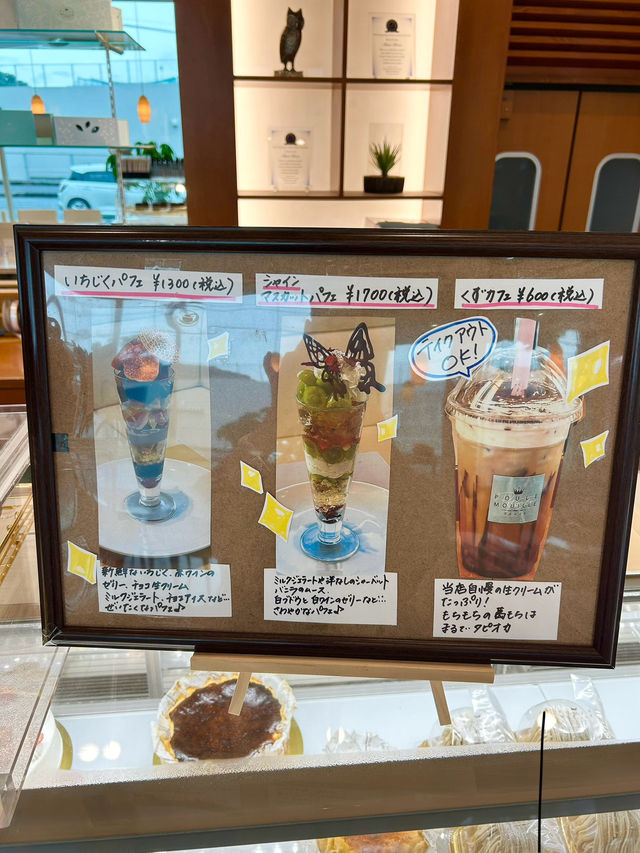 いちじくパフェ ¥1300(税込)
新鮮ないちじく、赤ワインの
ゼリー、チョコ生クリーム
ミルクジェラート、チョコアイスなど…
ぜいたくなパフェ♪
シャイン
マスカットパフェ ¥1700(税込)
ミルクジェラートや洋なしのシャーベット
バニラのムース、
白ブドウと白ワインのゼリーなど…
さわやかなパフェ♪
くずカフェ ¥600(税込)
テイクアウト
OK!
POULE
MOUILLÉE
当店自慢の生クリームが
たっぷり!
もちもちの葛もちは
まるで…タピオカ